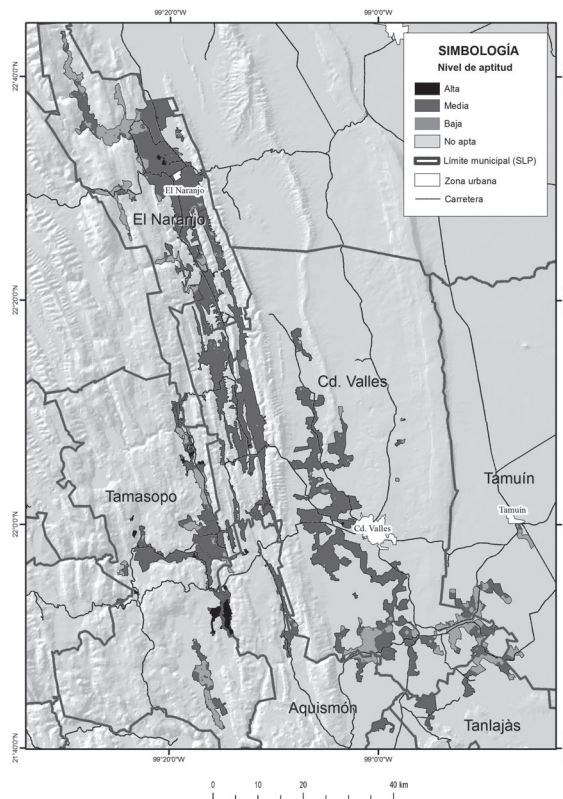 99°20'0"W
99°0'0"W
22°40'0"N
SIMBOLOGÍA
Nivel de aptitud
Alta
Media
Baja
No apta
Límite municipal (SLP)
Zona urbana
Carretera
El Naranjo
El Naranjo
22°20'0"N
Cd. Valles
Tamuín
Tamasopo
Tamuín
22°0'0"N
Cd. Valles
Aquismón
Tanlajàs
21°40'0"N
99°20'0"W
99°0'0"W
0 10 20 40 km